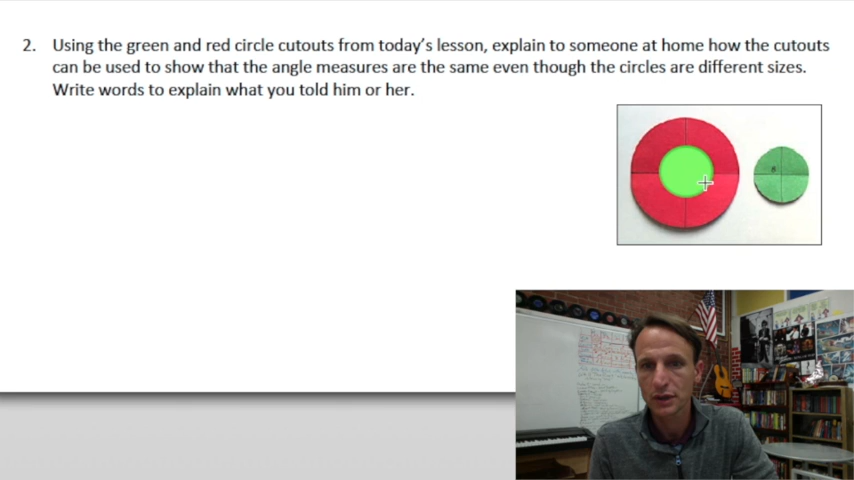 2. Using the green and red circle cutouts from today's lesson, explain to someone at home how the cutouts
can be used to show that the angle measures are the same even though the circles are different sizes.
Write words to explain what you told him or her.